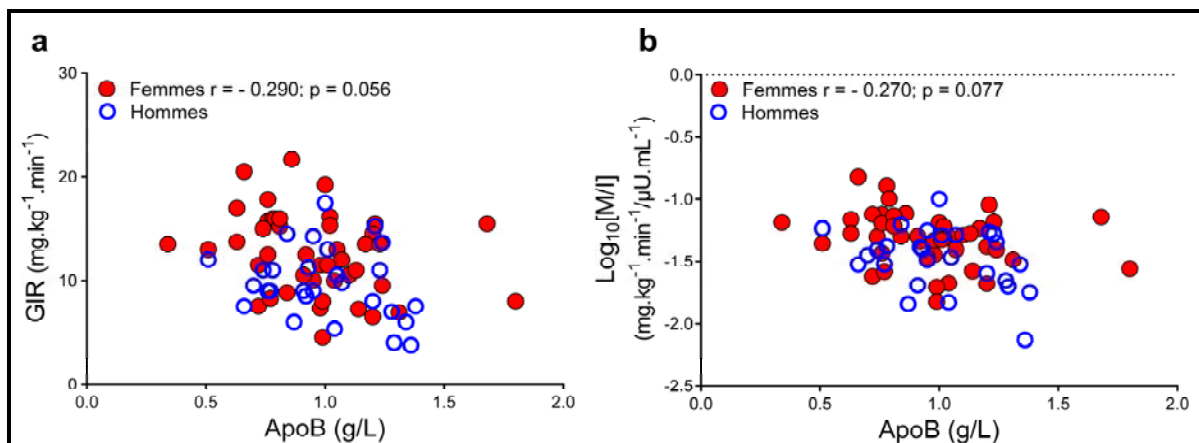 a
30
20
10
0
GIR (mg.kg⁻¹.min⁻¹)
Femmes r = - 0.290; p = 0.056
Hommes
0.0 0.5 1.0 1.5 2.0
ApoB (g/L)
b
0.0
-0.5
-1.0
-1.5
-2.0
-2.5
Log₁₀[M/I]
(mg.kg⁻¹.min⁻¹/µU.mL⁻¹)
Femmes r = - 0.270; p = 0.077
Hommes
0.0 0.5 1.0 1.5 2.0
ApoB (g/L)